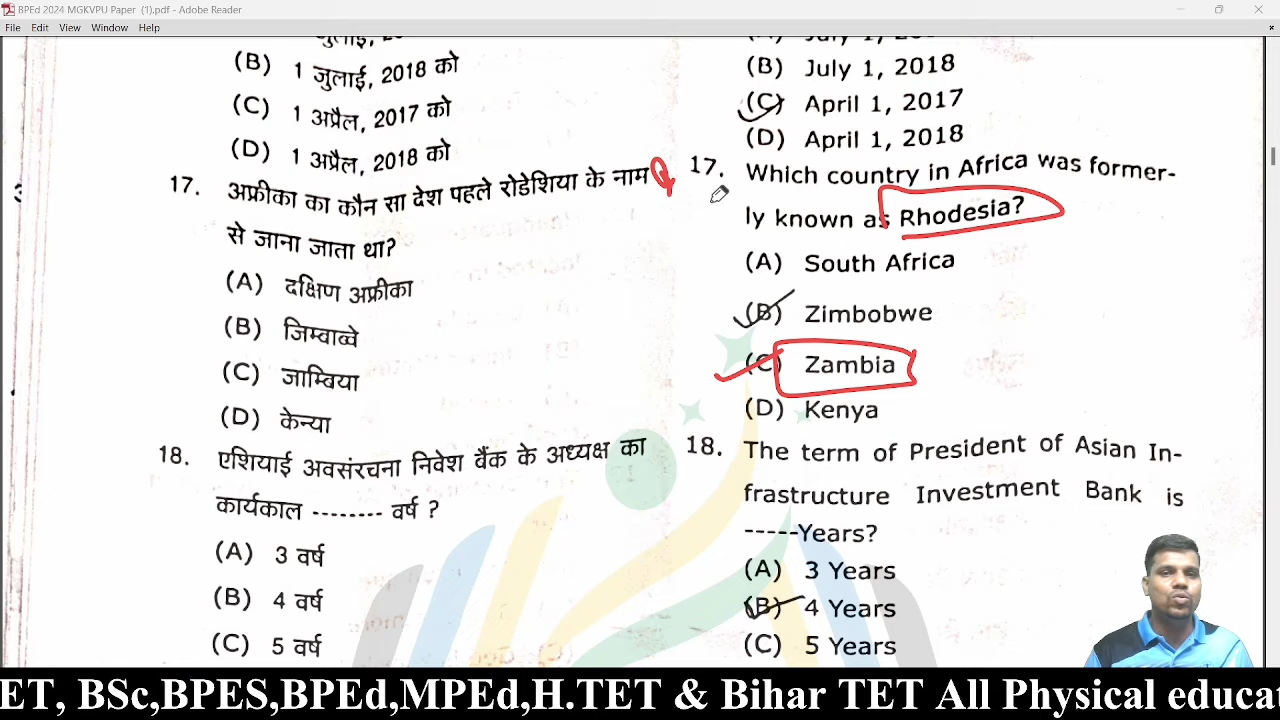 BPEd 2024 MGKVPU Paper (1).pdf - Adobe Reader
File Edit View Window Help
(B) 1 जुलाई, 2018 को
(C) 1 अप्रैल, 2017 को
(D) 1 अप्रैल, 2018 को
17. अफ्रीका का कौन सा देश पहले रोडेशिया के नाम
से जाना जाता था?
(A) दक्षिण अफ्रीका
(B) जिम्वाव्वे
(C) जाम्बिया
(D) केन्या
18. एशियाई अवसंरचना निवेश बैंक के अध्यक्ष का
कार्यकाल -------- वर्ष ?
(A) 3 वर्ष
(B) 4 वर्ष
(C) 5 वर्ष
(B) July 1, 2018
(C) April 1, 2017
(D) April 1, 2018
17. Which country in Africa was former-
ly known as Rhodesia?
(A) South Africa
(B) Zimbobwe
(C) Zambia
(D) Kenya
18. The term of President of Asian In-
frastructure Investment Bank is
-----Years?
(A) 3 Years
(B) 4 Years
(C) 5 Years
ET, BSc,BPES,BPEd,MPEd,H.TET & Bihar TET All Physical educa